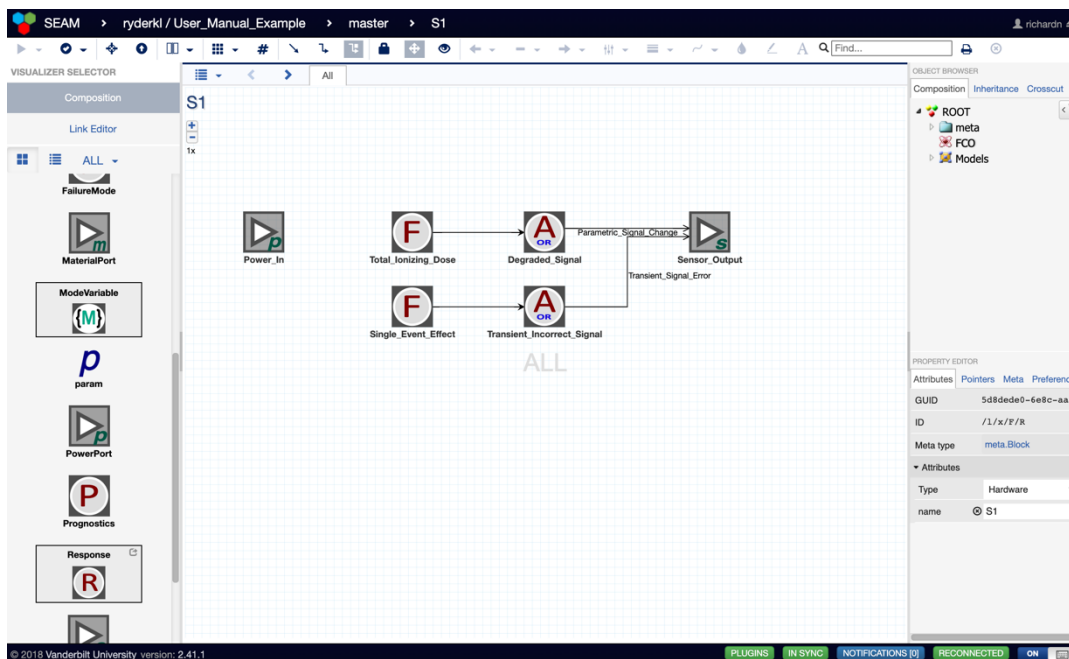 SEAM › ryderkl / User_Manual_Example › master › S1
richardn
Find...
VISUALIZER SELECTOR
Composition
Link Editor
ALL
FailureMode
m
MaterialPort
ModeVariable
{M}
p
param
p
PowerPort
P
Prognostics
Response
R
All
S1
+
-
1x
p
Power_In
F
Total_Ionizing_Dose
A
OR
Degraded_Signal
Parametric_Signal_Change
s
Sensor_Output
Transient_Signal_Error
F
Single_Event_Effect
A
OR
Transient_Incorrect_Signal
ALL
OBJECT BROWSER
Composition Inheritance Crosscut
ROOT
meta
FCO
Models
PROPERTY EDITOR
Attributes Pointers Meta Preferenc
GUID 5d8dede0-6e8c-aa
ID /l/x/F/R
Meta type meta.Block
Attributes
Type Hardware
name S1
© 2018 Vanderbilt University version: 2.41.1
PLUGINS IN SYNC NOTIFICATIONS [0] RECONNECTED ON